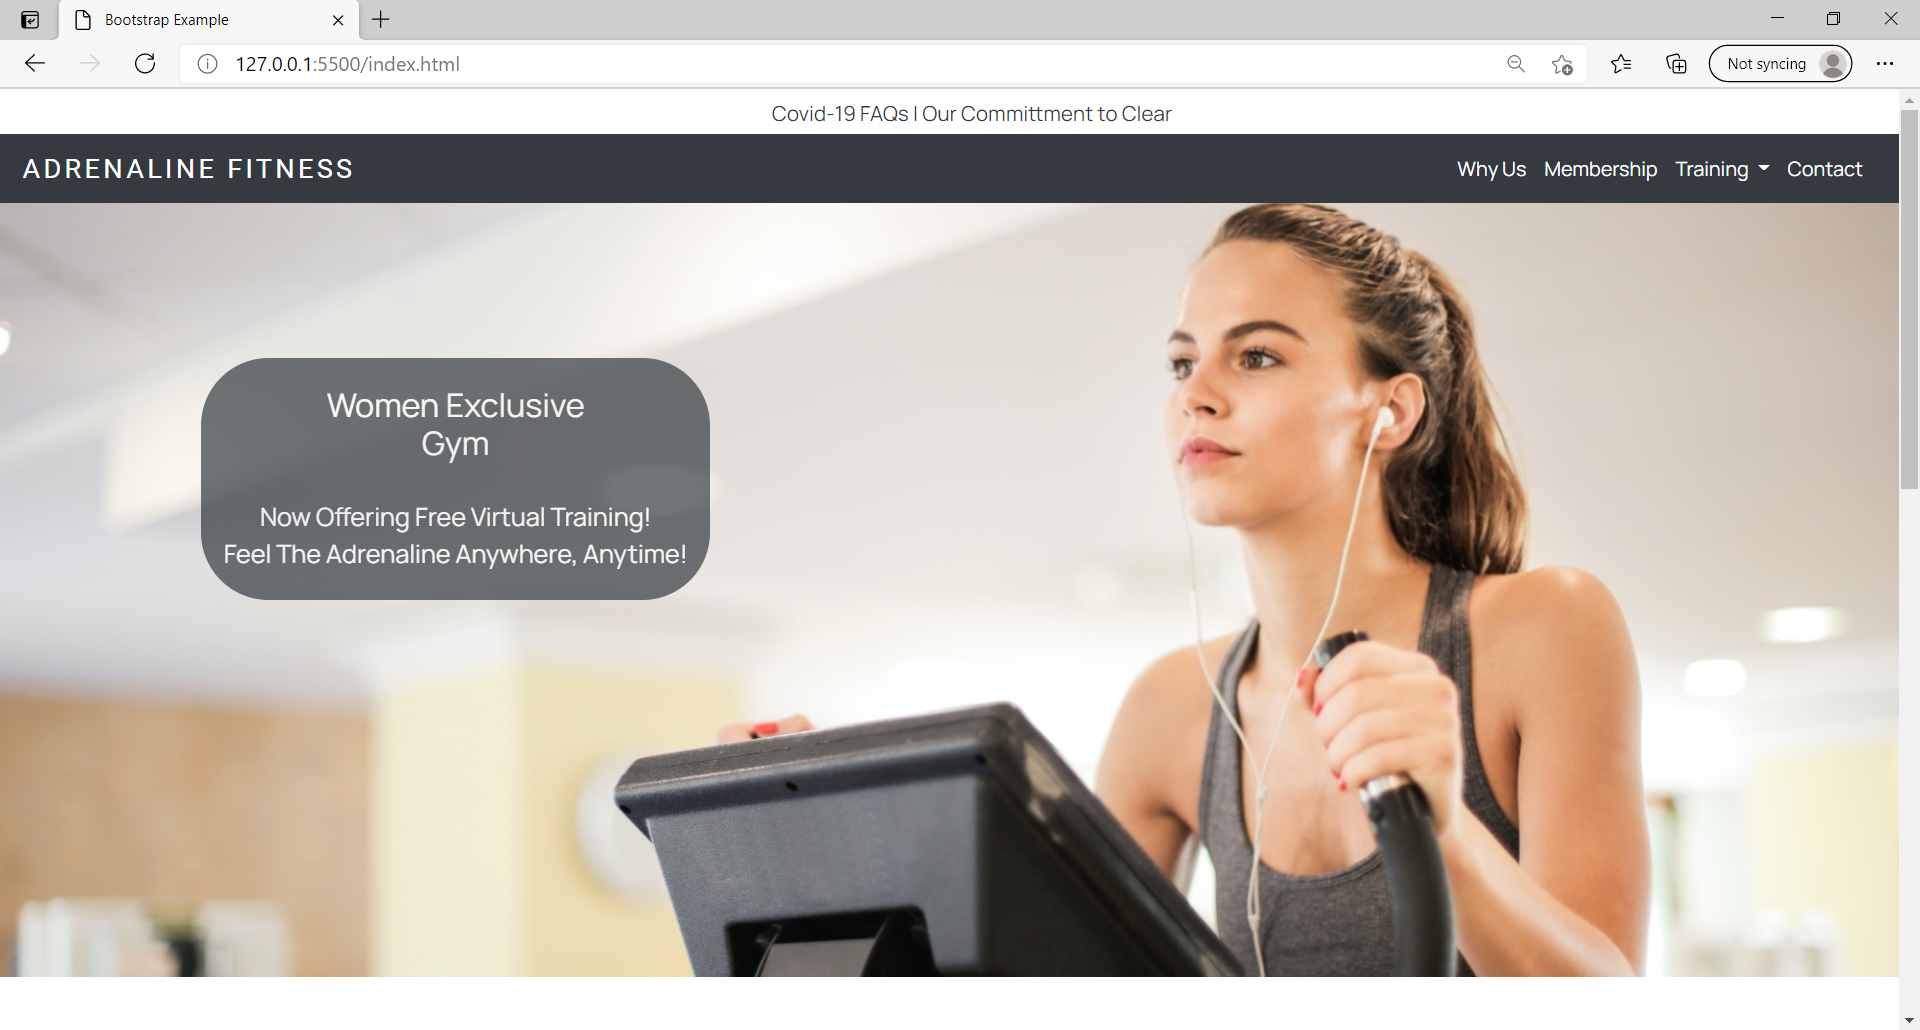 Bootstrap Example
127.0.0.1:5500/index.html
Not syncing
Covid-19 FAQs | Our Committment to Clear
ADRENALINE FITNESS
Why Us Membership Training Contact
Women Exclusive
Gym
Now Offering Free Virtual Training!
Feel The Adrenaline Anywhere, Anytime!